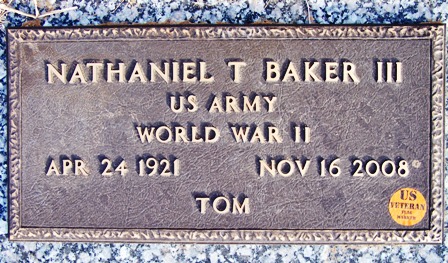 NATHANIEL T BAKER III
US ARMY
WORLD WAR II
APR 24 1921 NOV 16 2008
TOM
US
VETERAN